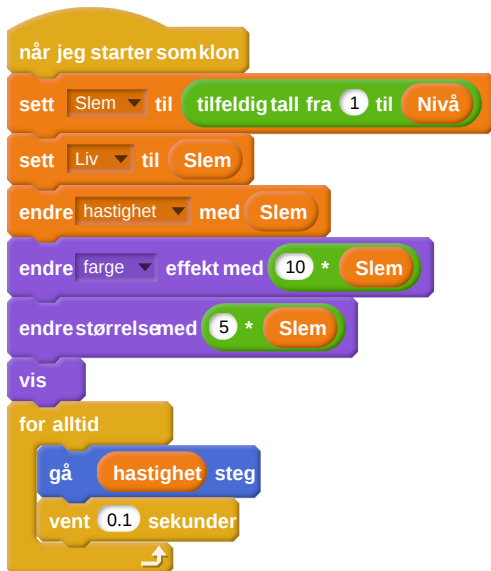 når jeg starter som klon
sett Slem til tilfeldig tall fra 1 til Nivå
sett Liv til Slem
endre hastighet med Slem
endre farge effekt med 10 * Slem
endre størrelse med 5 * Slem
vis
for alltid
gå hastighet steg
vent 0.1 sekunder